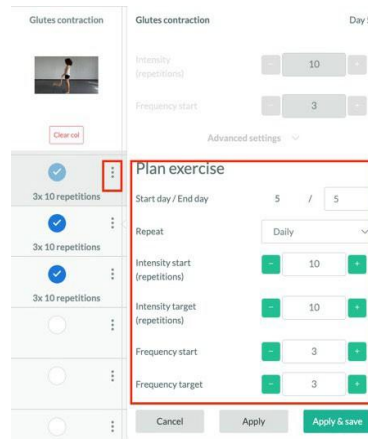 Glutes contraction
Clear col
3x 10 repetitions
3x 10 repetitions
3x 10 repetitions
Glutes contraction
Day
Intensity
(repetitions)
- 10
Frequency start
- 3
Advanced settings
Plan exercise
Start day / End day 5 / 5
Repeat Daily
Intensity start
(repetitions)
- 10 +
Intensity target
(repetitions)
- 10 +
Frequency start - 3 +
Frequency target - 3 +
Cancel Apply Apply & save